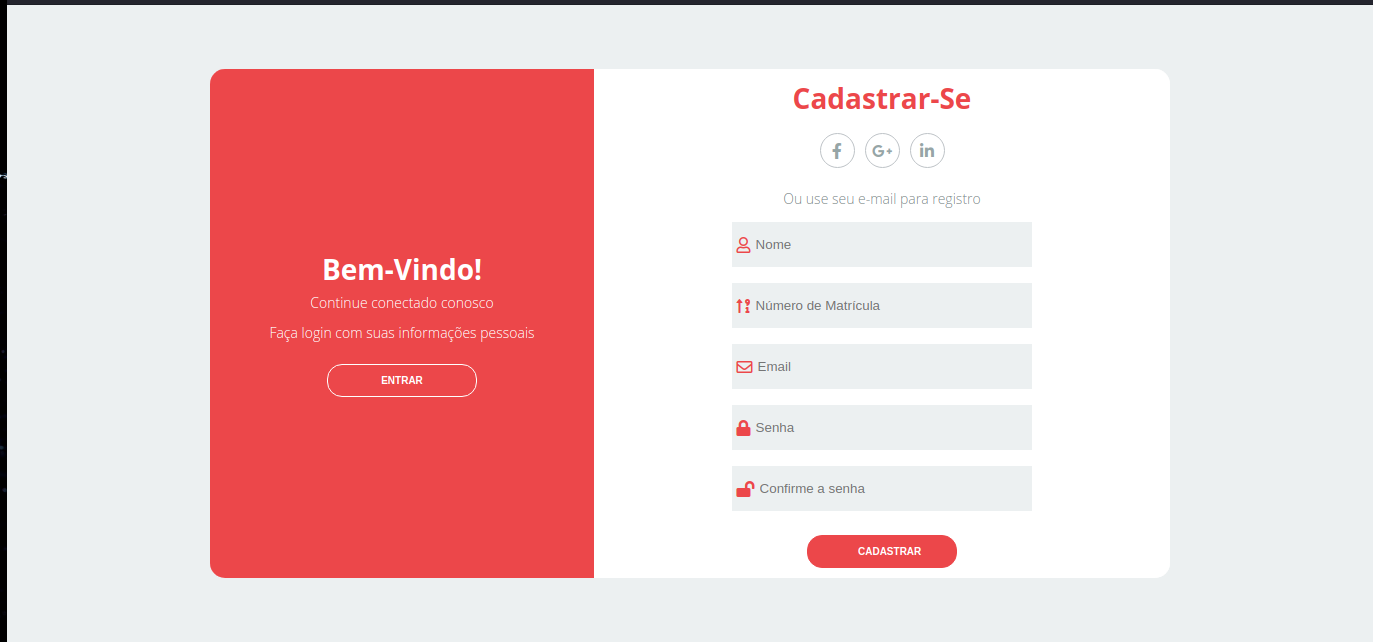 Bem-Vindo!
Continue conectado conosco
Faça login com suas informações pessoais
ENTRAR
Cadastrar-Se
G+
in
Ou use seu e-mail para registro
Nome
Número de Matrícula
Email
Senha
Confirme a senha
CADASTRAR